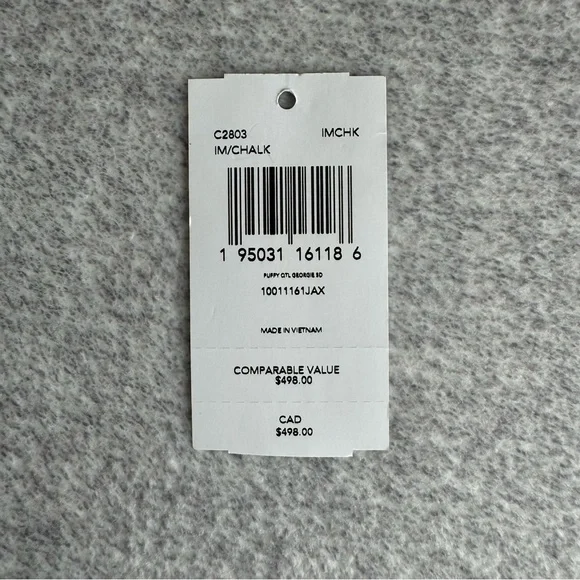 C2803 IMCHK
IM/CHALK
1 95031 16118 6
PUFFY QTL GEORGIE SD
10011161JAX
MADE IN VIETNAM
COMPARABLE VALUE
$498.00
CAD
$498.00